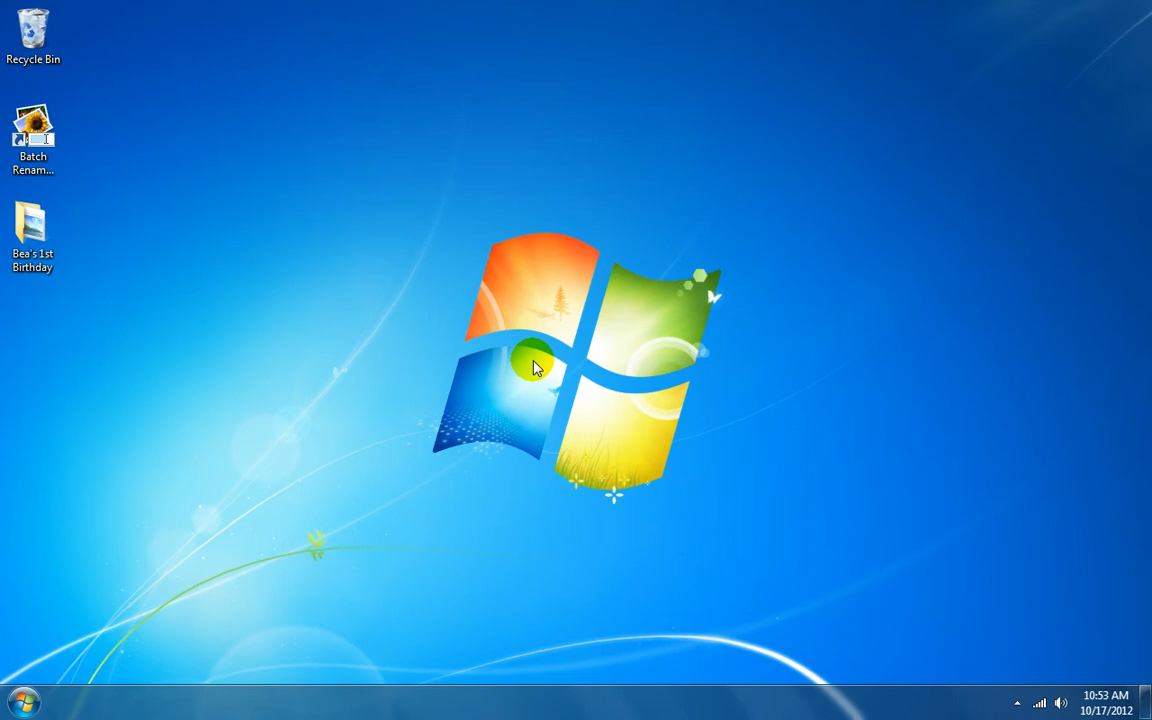 Recycle Bin
Batch
Renam...
Bea's 1st
Birthday
10:53 AM
10/17/2012